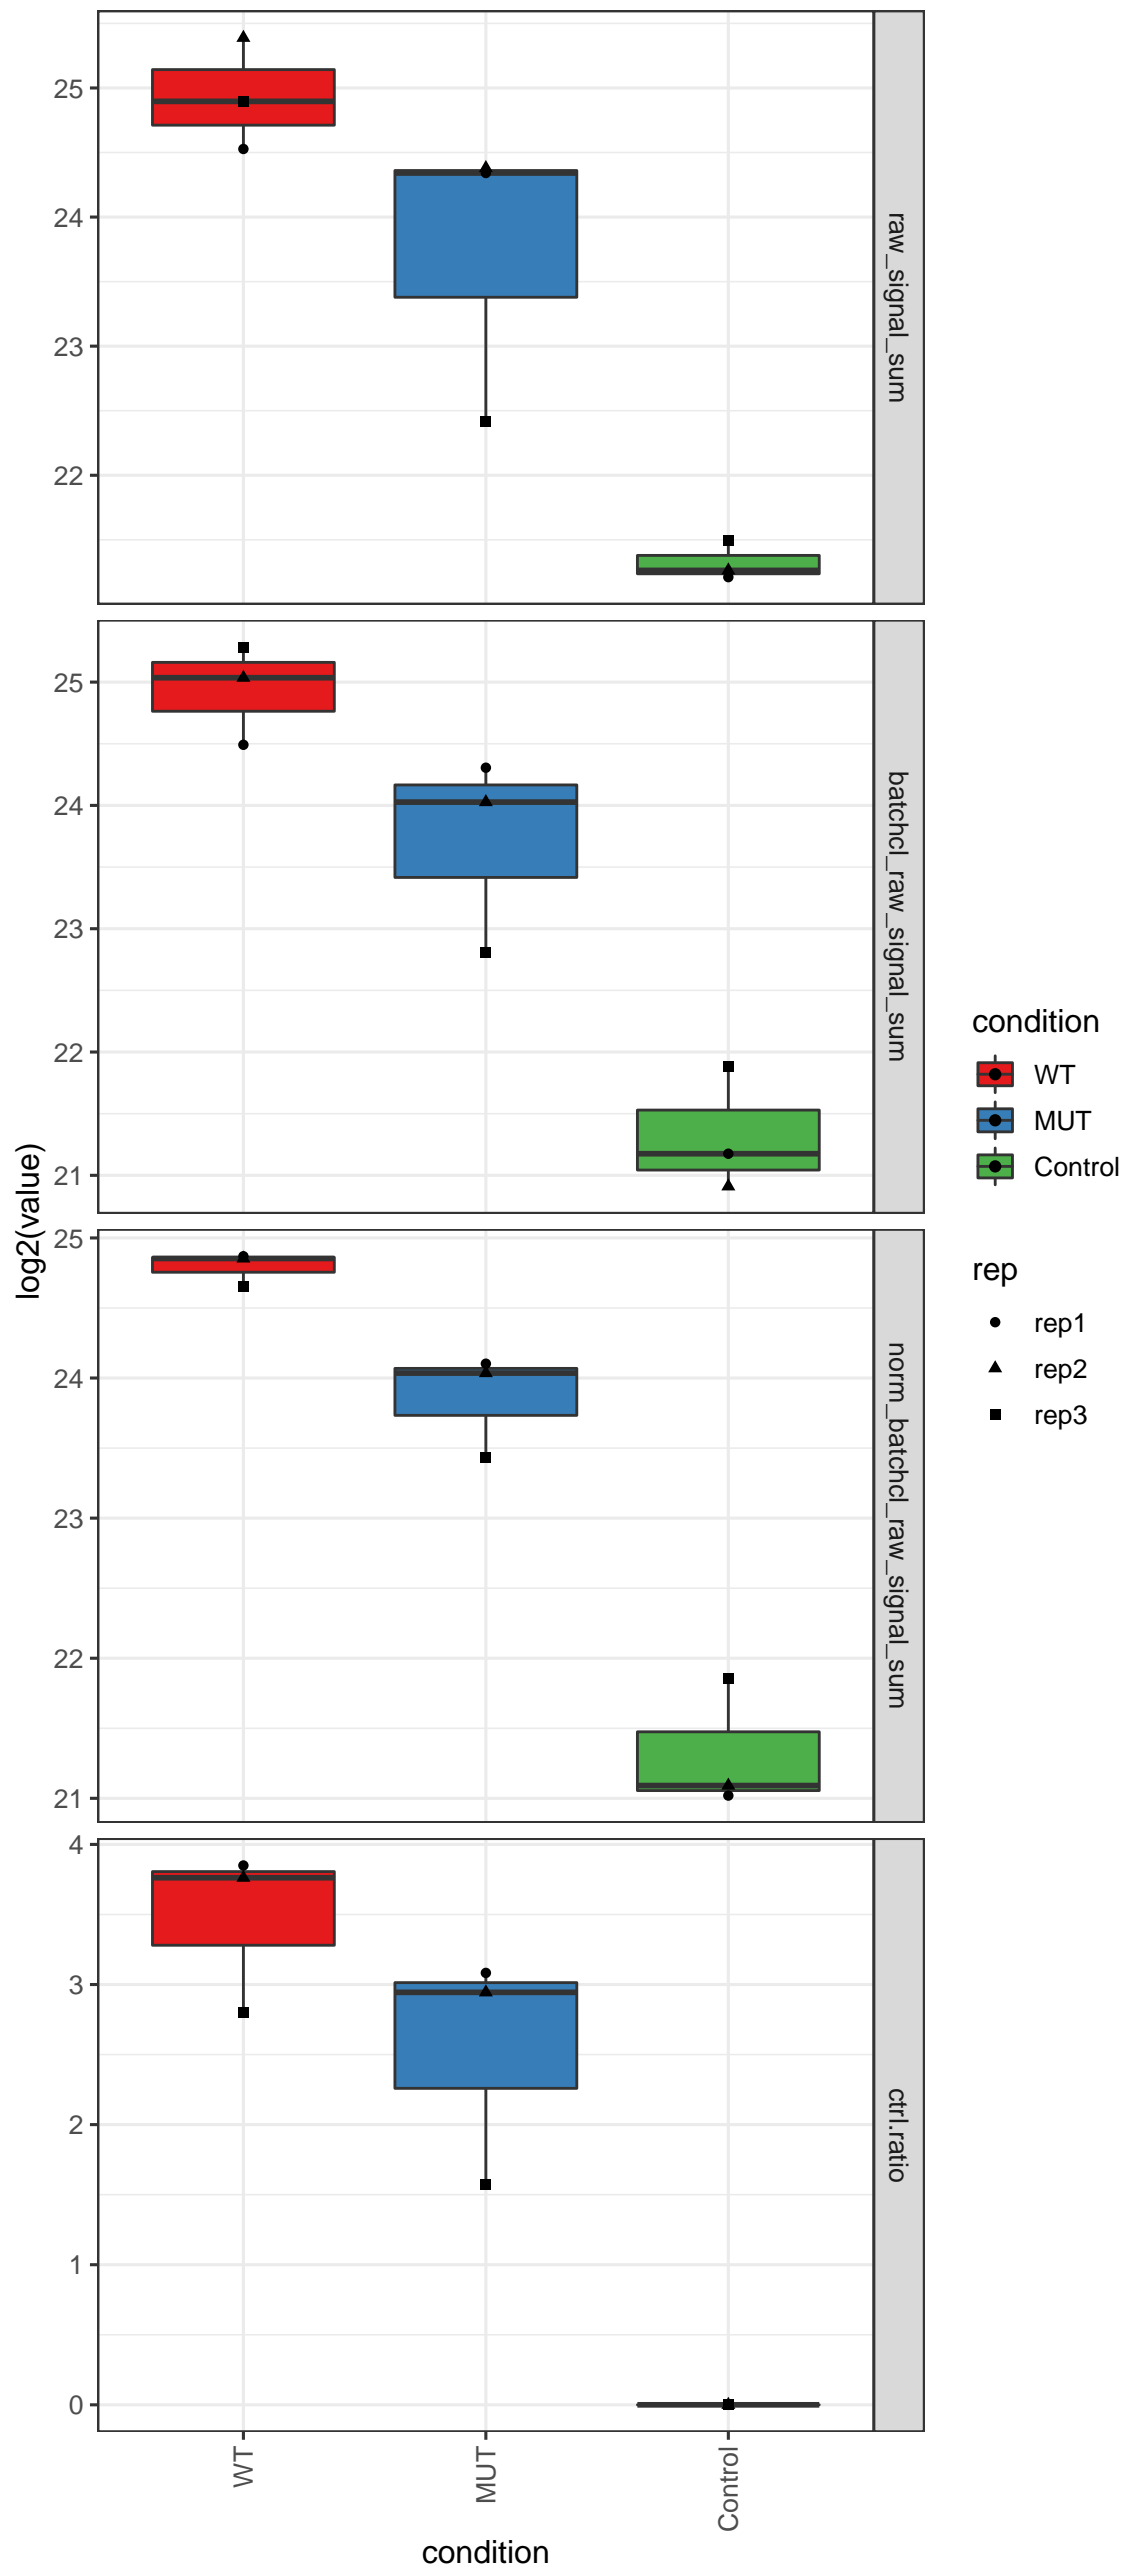 log2(value)
25
24
23
22
raw_signal_sum
25
24
23
22
21
batchcl_raw_signal_sum
25
24
23
22
21
norm_batchcl_raw_signal_sum
4
3
2
1
0
ctrl.ratio
WT
MUT
Control
condition
condition
WT
MUT
Control
rep
rep1
rep2
rep3